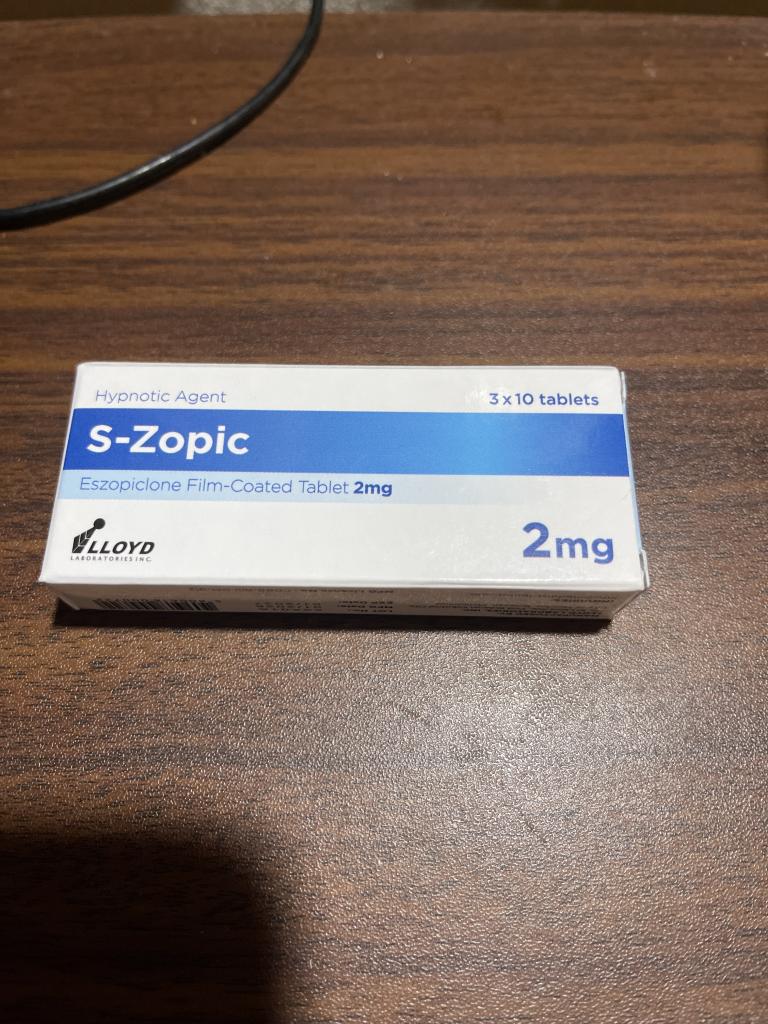 Hypnotic Agent
3 x 10 tablets
S-Zopic
Eszopiclone Film-Coated Tablet 2mg
LLOYD
LABORATORIES INC.
2mg